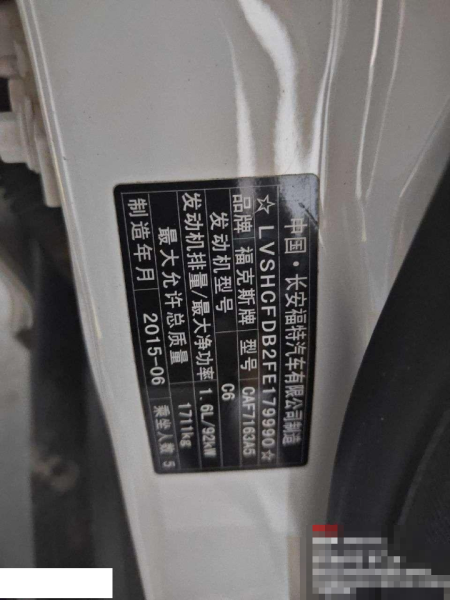 中国·长安福特汽车有限公司制造
☆LVSHCFDB2FE179990☆
品牌 福克斯牌 型号 CAF7163A5
发动机型号 C6
发动机排量/最大净功率 1.6L/92kW
最大允许总质量 1711kg
制造年月 2015-06 乘坐人数 5